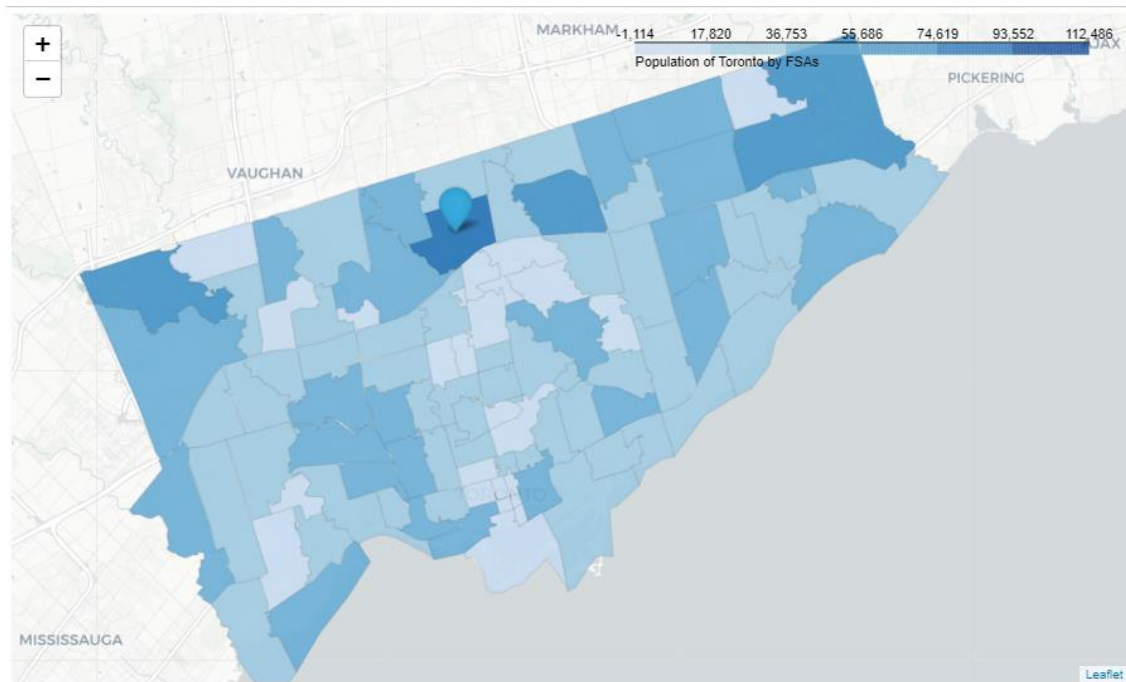 +
−
MARKHAM
-1,114 17,820 36,753 55,686 74,619 93,552 112,486
Population of Toronto by FSAs
AJAX
PICKERING
VAUGHAN
TORONTO
MISSISSAUGA
Leaflet